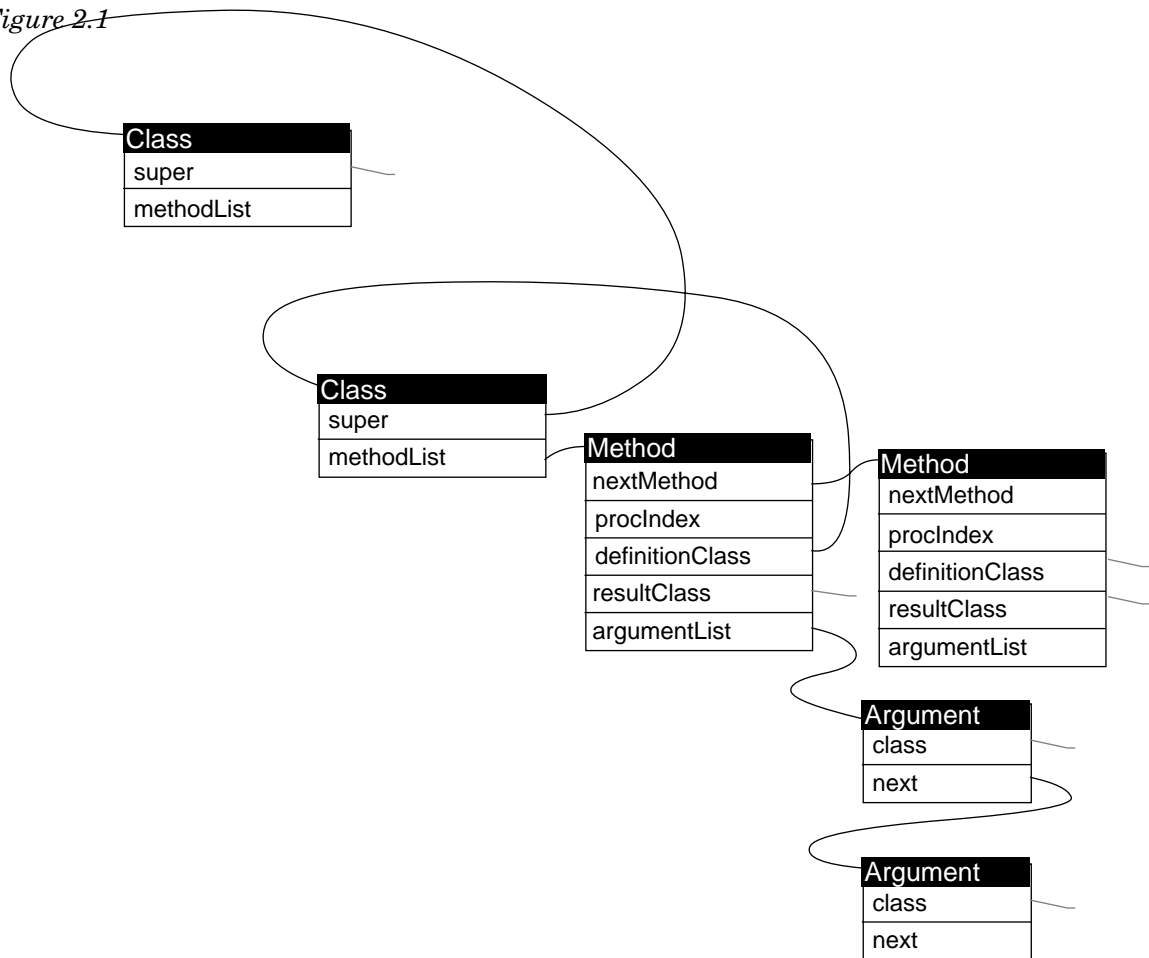 Figure 2.1
Class
super
methodList
Class
super
methodList
Method
nextMethod
procIndex
definitionClass
resultClass
argumentList
Method
nextMethod
procIndex
definitionClass
resultClass
argumentList
Argument
class
next
Argument
class
next